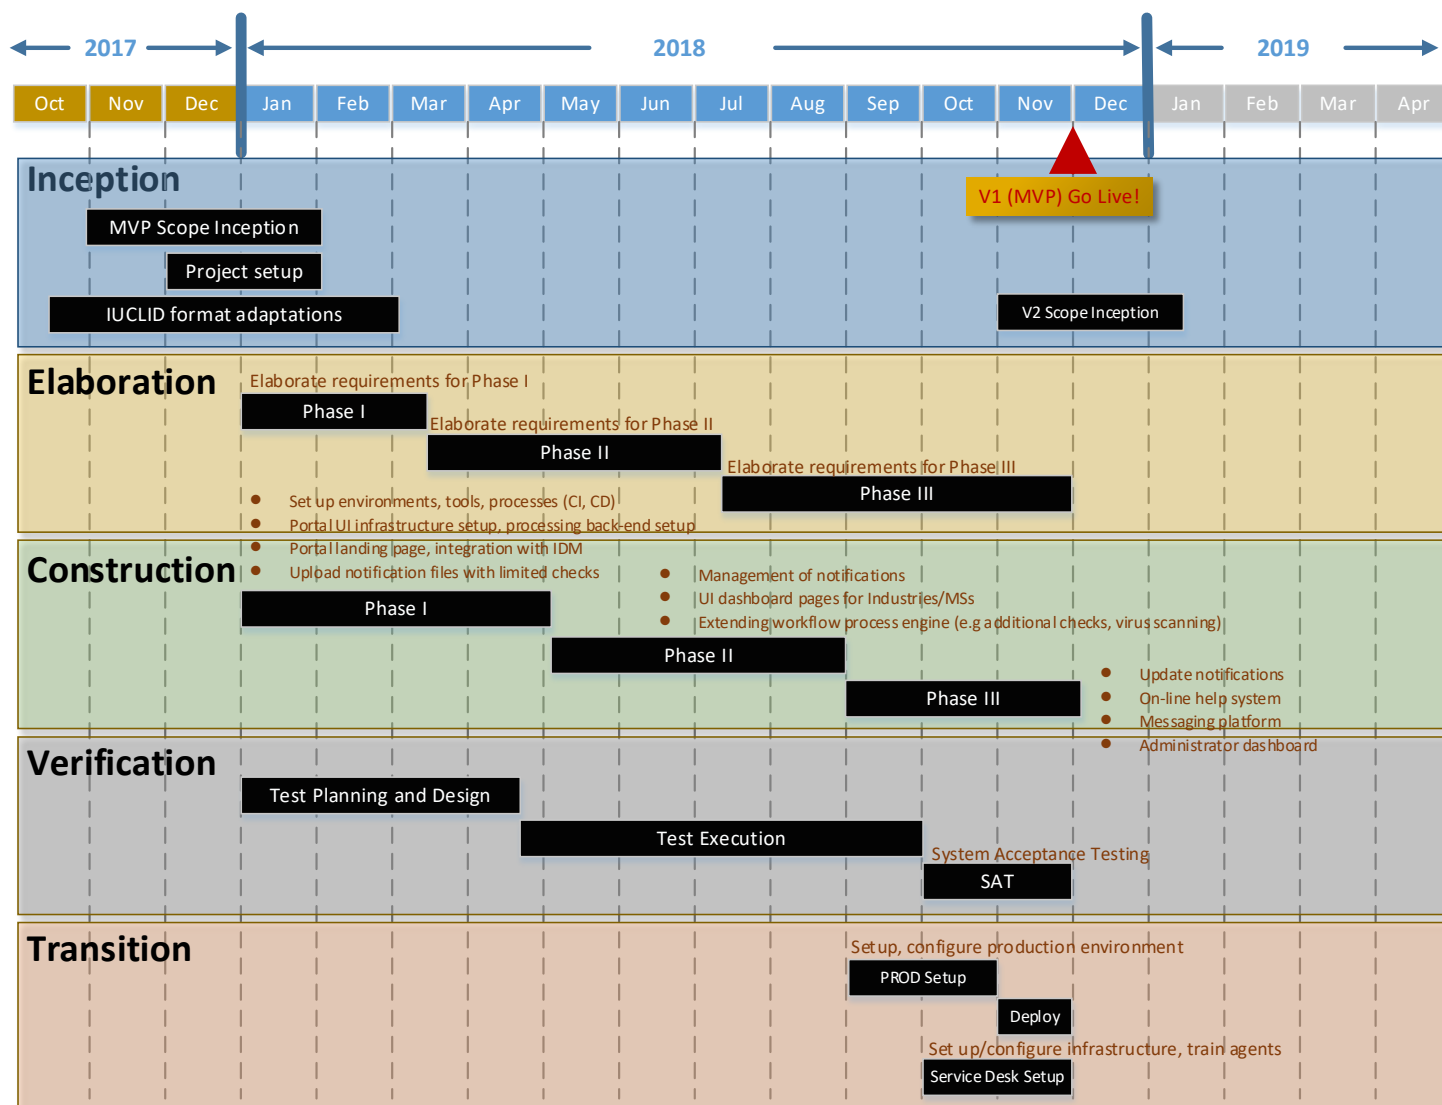 2017
2018
2019
Oct Nov Dec Jan Feb Mar Apr May Jun Jul Aug Sep Oct Nov Dec Jan Feb Mar Apr
Inception
V1 (MVP) Go Live!
MVP Scope Inception
Project setup
IUCLID format adaptations
V2 Scope Inception
Elaboration
Elaborate requirements for Phase I
Phase I
Elaborate requirements for Phase II
Phase II
Elaborate requirements for Phase III
Phase III
● Set up environments, tools, processes (CI, CD)
● Portal UI infrastructure setup, processing back-end setup
● Portal landing page, integration with IDM
● Upload notification files with limited checks
Construction
Phase I
● Management of notifications
● UI dashboard pages for Industries/MSs
● Extending workflow process engine (e.g additional checks, virus scanning)
Phase II
Phase III
● Update notifications
● On-line help system
● Messaging platform
● Administrator dashboard
Verification
Test Planning and Design
Test Execution
System Acceptance Testing
SAT
Transition
Setup, configure production environment
PROD Setup
Deploy
Set up/configure infrastructure, train agents
Service Desk Setup